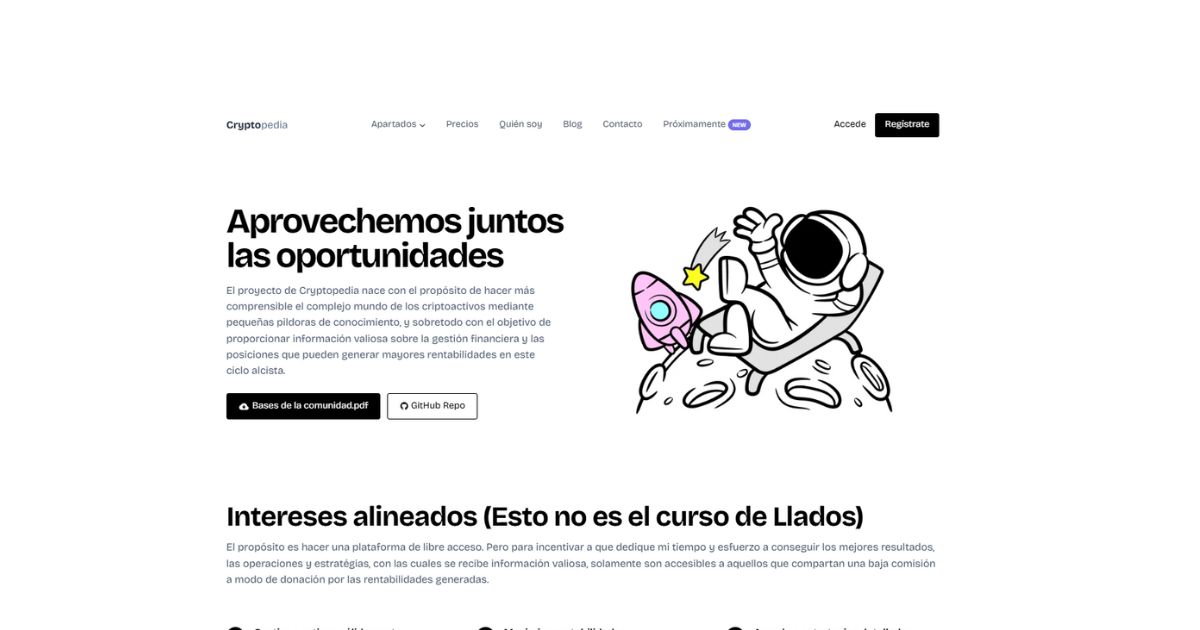 Cryptopedia
Apartados
Precios
Quién soy
Blog
Contacto
Próximamente NEW
Accede
Regístrate
Aprovechemos juntos
las oportunidades
El proyecto de Cryptopedia nace con el propósito de hacer más
comprensible el complejo mundo de los criptoactivos mediante
pequeñas píldoras de conocimiento, y sobretodo con el objetivo de
proporcionar información valiosa sobre la gestión financiera y las
posiciones que pueden generar mayores rentabilidades en este
ciclo alcista.
Bases de la comunidad.pdf
GitHub Repo
Intereses alineados (Esto no es el curso de Llados)
El propósito es hacer una plataforma de libre acceso. Pero para incentivar a que dedique mi tiempo y esfuerzo a conseguir los mejores resultados,
las operaciones y estratègias, con las cuales se recibe información valiosa, solamente son accesibles a aquellos que compartan una baja comisión
a modo de donación por las rentabilidades generadas.